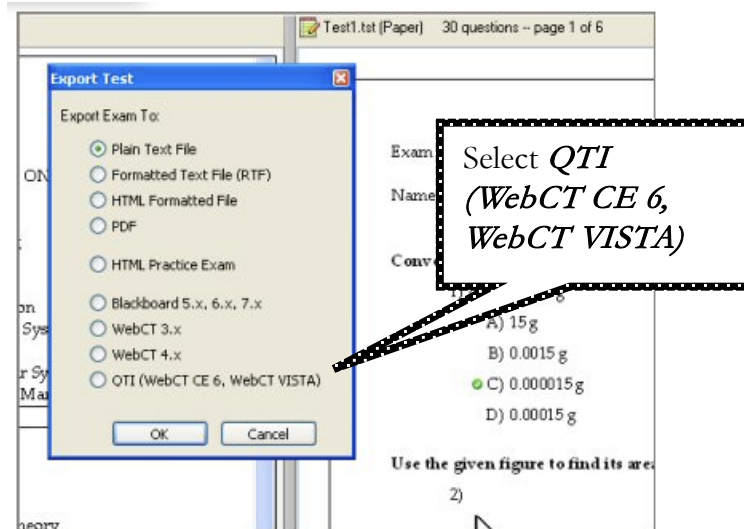 Test1.tst (Paper) 30 questions -- page 1 of 6
Export Test
Export Exam To:
Plain Text File
Formatted Text File (RTF)
HTML Formatted File
PDF
HTML Practice Exam
Blackboard 5.x, 6.x, 7.x
WebCT 3.x
WebCT 4.x
QTI (WebCT CE 6, WebCT VISTA)
OK Cancel
ON
Exam
Name
Select QTI
(WebCT CE 6,
WebCT VISTA)
A) 15 g
B) 0.0015 g
C) 0.000015 g
D) 0.00015 g
Use the given figure to find its
2)